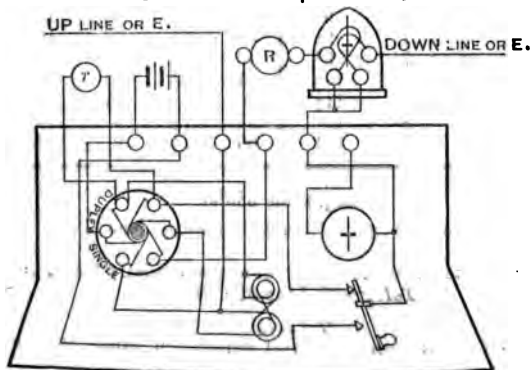 UP LINE OR E.
DOWN LINE OR E.
R
r
DUPLEX
SINGLE